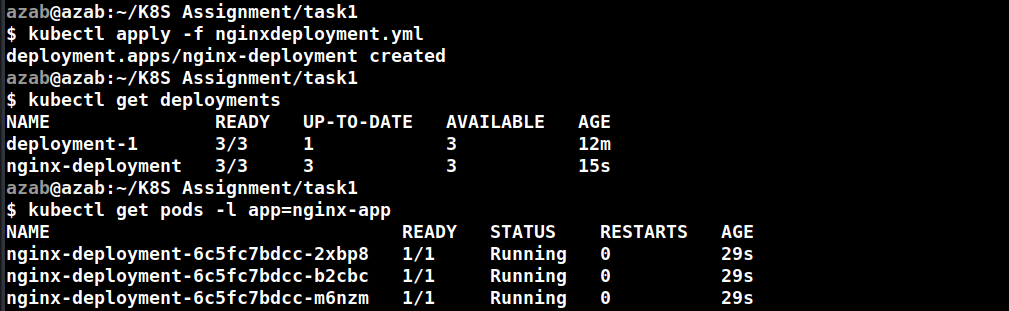 azab@azab:~/K8S Assignment/task1
$ kubectl apply -f nginxdeployment.yml
deployment.apps/nginx-deployment created
azab@azab:~/K8S Assignment/task1
$ kubectl get deployments
NAME               READY   UP-TO-DATE   AVAILABLE   AGE
deployment-1       3/3     1            3           12m
nginx-deployment   3/3     3            3           15s
azab@azab:~/K8S Assignment/task1
$ kubectl get pods -l app=nginx-app
NAME                                READY   STATUS    RESTARTS   AGE
nginx-deployment-6c5fc7bdcc-2xbp8   1/1     Running   0          29s
nginx-deployment-6c5fc7bdcc-b2cbc   1/1     Running   0          29s
nginx-deployment-6c5fc7bdcc-m6nzm   1/1     Running   0          29s